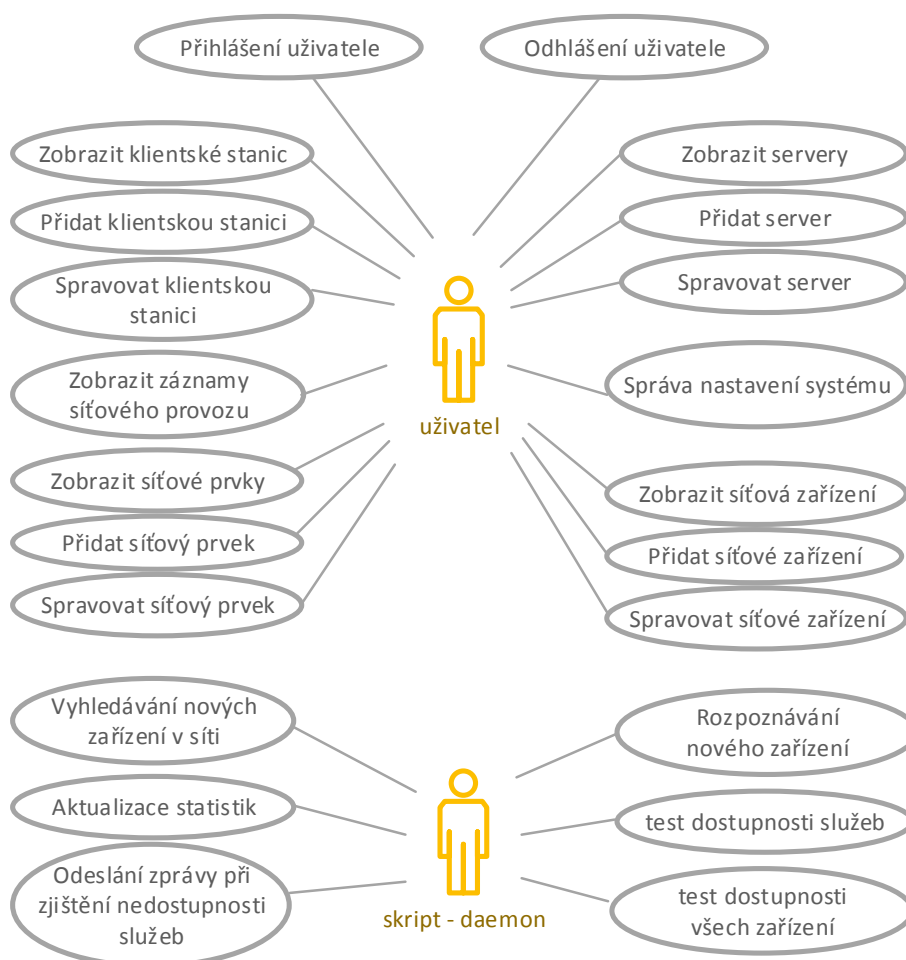 Přihlášení uživatele
Odhlášení uživatele
Zobrazit klientské stanic
Zobrazit servery
Přidat klientskou stanici
Přidat server
Spravovat klientskou
stanici
Spravovat server
Zobrazit záznamy
síťového provozu
Správa nastavení systému
uživatel
Zobrazit síťové prvky
Zobrazit síťová zařízení
Přidat síťový prvek
Přidat síťové zařízení
Spravovat síťový prvek
Spravovat síťové zařízení
Vyhledávání nových
zařízení v síti
Rozpoznávání
nového zařízení
Aktualizace statistik
test dostupnosti služeb
Odeslání zprávy při
zjištění nedostupnosti
služeb
skript - daemon
test dostupnosti
všech zařízení